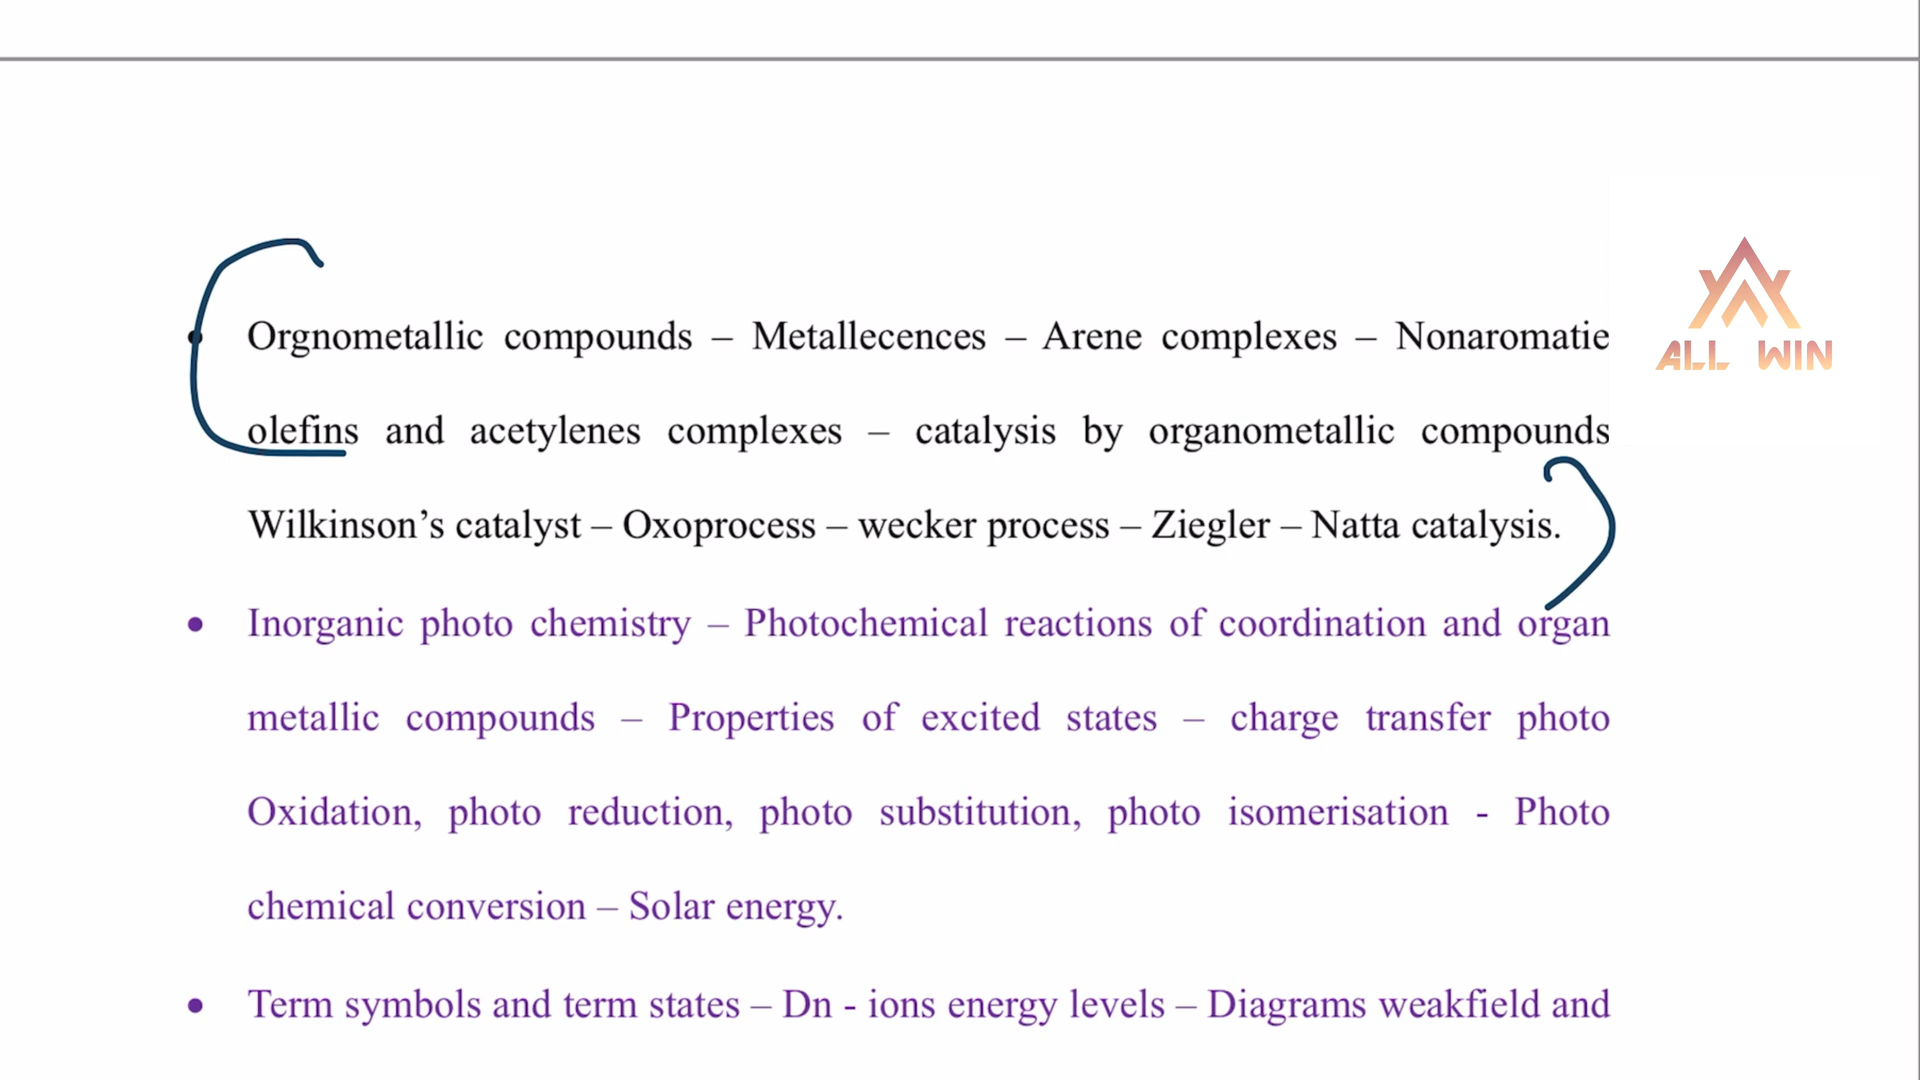 Orgnometallic compounds – Metallecences – Arene complexes – Nonaromatie
olefins and acetylenes complexes – catalysis by organometallic compounds
Wilkinson’s catalyst – Oxoprocess – wecker process – Ziegler – Natta catalysis.
Inorganic photo chemistry – Photochemical reactions of coordination and organ
metallic compounds – Properties of excited states – charge transfer photo
Oxidation, photo reduction, photo substitution, photo isomerisation - Photo
chemical conversion – Solar energy.
Term symbols and term states – Dn - ions energy levels – Diagrams weakfield and
ALL WIN